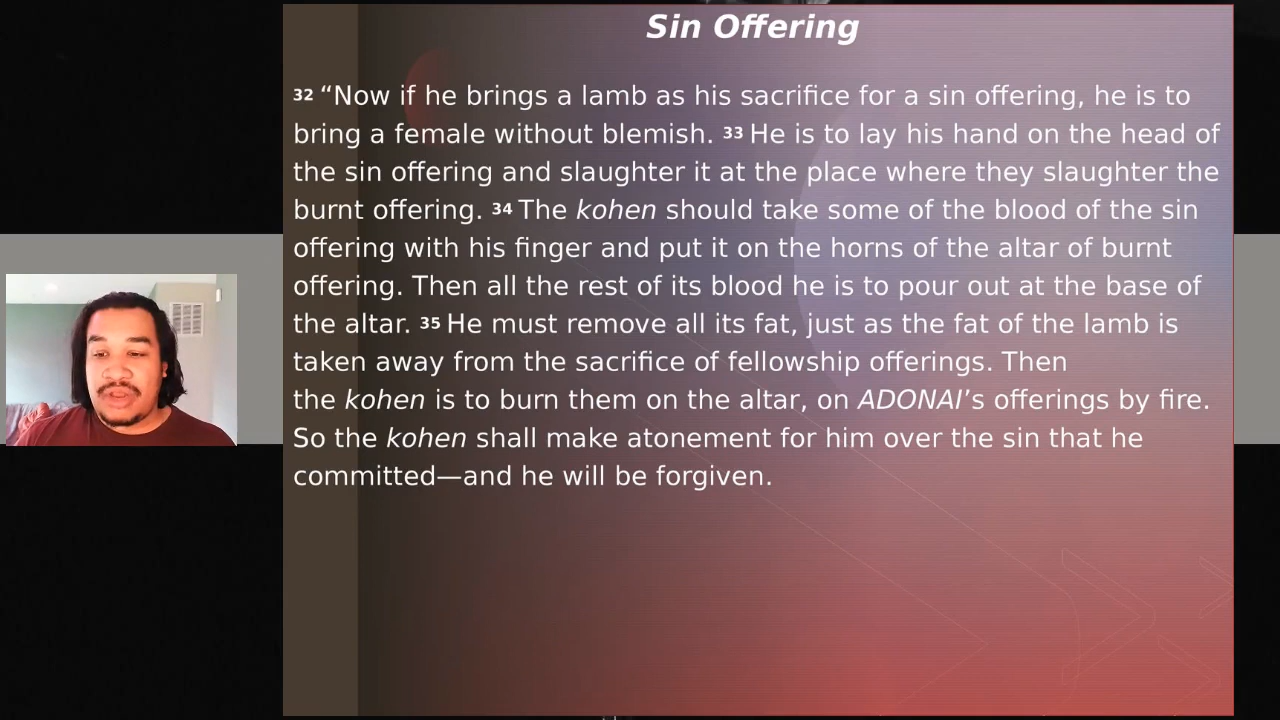 Sin Offering
32 “Now if he brings a lamb as his sacrifice for a sin offering, he is to
bring a female without blemish. 33 He is to lay his hand on the head of
the sin offering and slaughter it at the place where they slaughter the
burnt offering. 34 The kohen should take some of the blood of the sin
offering with his finger and put it on the horns of the altar of burnt
offering. Then all the rest of its blood he is to pour out at the base of
the altar. 35 He must remove all its fat, just as the fat of the lamb is
taken away from the sacrifice of fellowship offerings. Then
the kohen is to burn them on the altar, on ADONAI’s offerings by fire.
So the kohen shall make atonement for him over the sin that he
committed—and he will be forgiven.